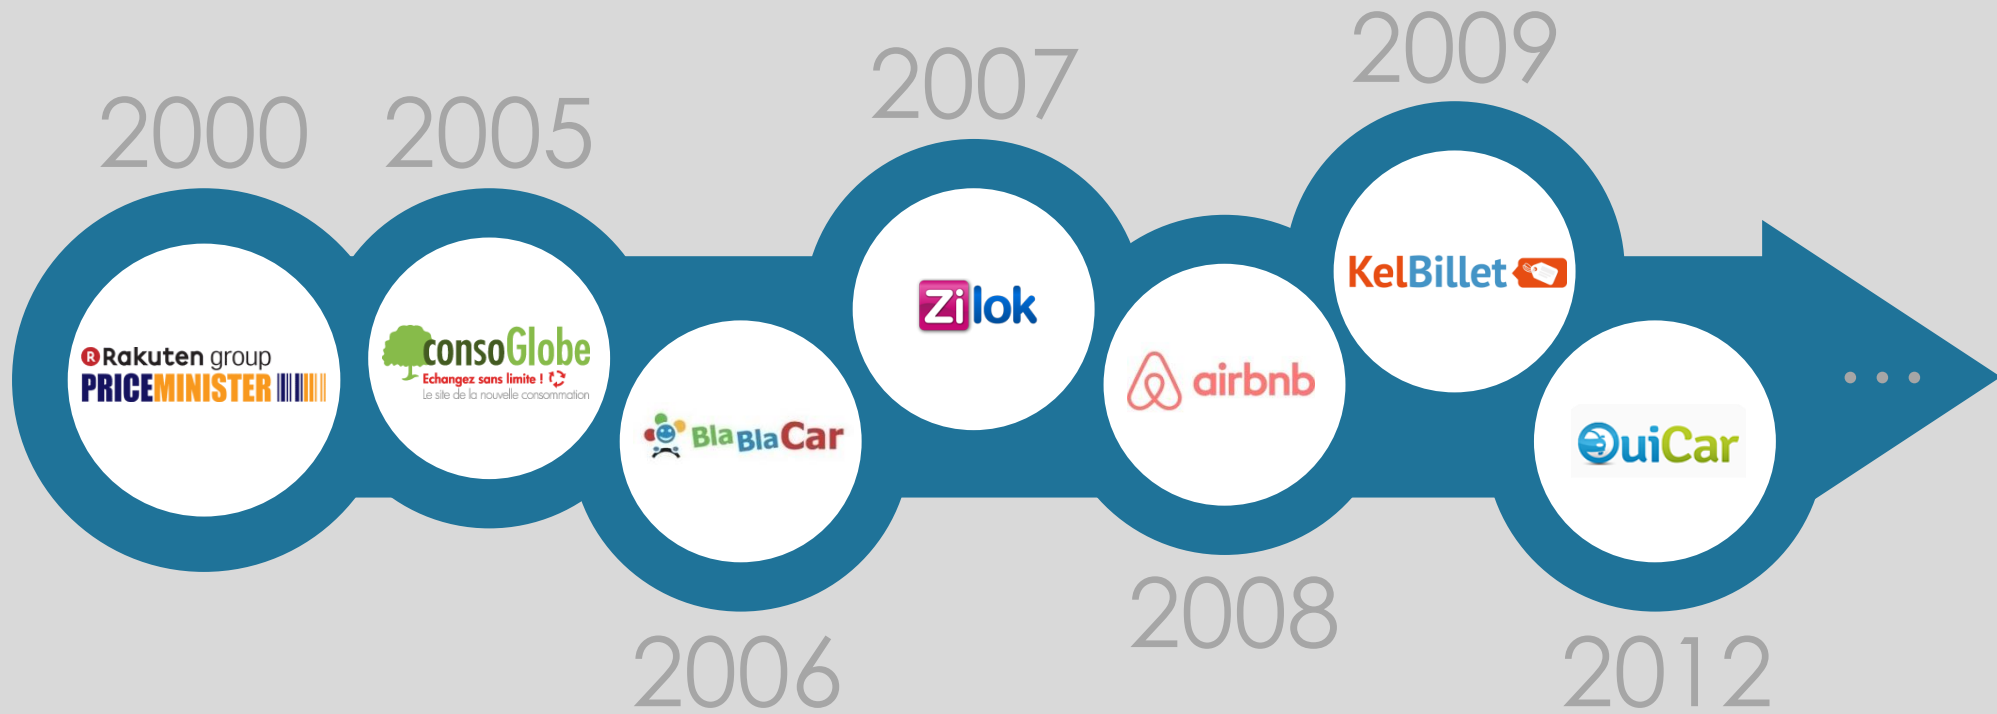 2000
Rakuten group
PRICEMINISTER
2005
consoGlobe
Echangez sans limite !
Le site de la nouvelle consommation
BlaBlaCar
2006
2007
Zilok
airbnb
2008
2009
KelBillet
OuiCar
2012